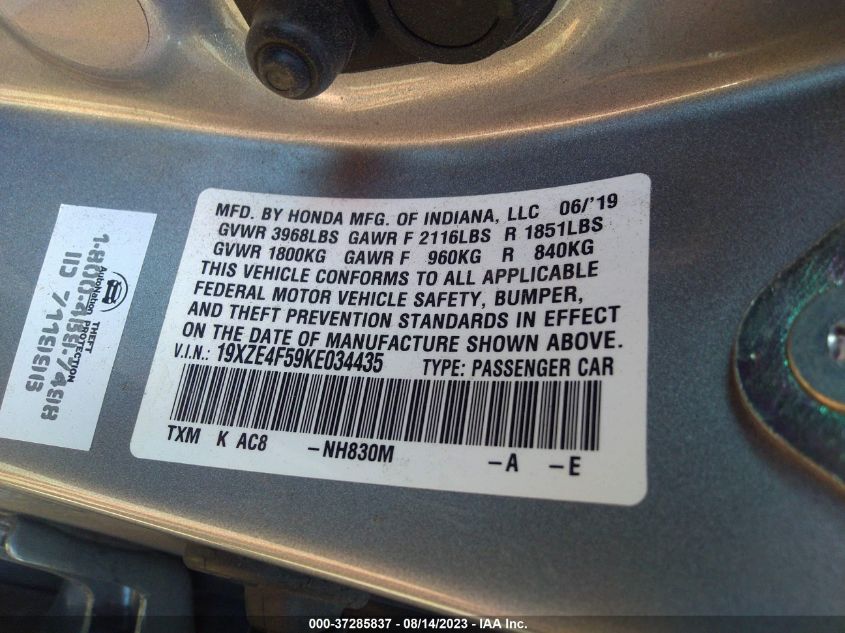 MFD. BY HONDA MFG. OF INDIANA, LLC 06/'19
GVWR 3968LBS GAWR F 2116LBS R 1851LBS
GVWR 1800KG GAWR F 960KG R 840KG
THIS VEHICLE CONFORMS TO ALL APPLICABLE
FEDERAL MOTOR VEHICLE SAFETY, BUMPER,
AND THEFT PREVENTION STANDARDS IN EFFECT
ON THE DATE OF MANUFACTURE SHOWN ABOVE.
V.I.N.: 19XZE4F59KE034435 TYPE: PASSENGER CAR
TXM K AC8 -NH830M -A -E
AutoNation
THEFT
PROTECTION
000-37285837 - 08/14/2023 - IAA Inc.